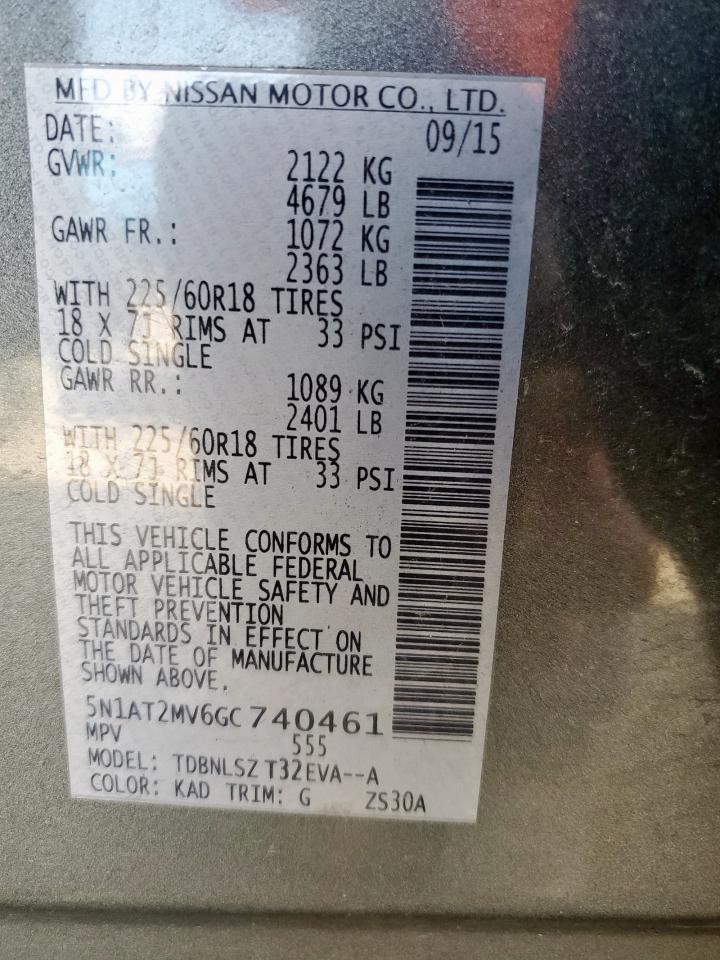 MFD BY NISSAN MOTOR CO., LTD.
DATE: 09/15
GVWR: 2122 KG
4679 LB
GAWR FR.: 1072 KG
2363 LB
WITH 225/60R18 TIRES
18 X 7J RIMS AT 33 PSI
COLD SINGLE
GAWR RR.: 1089 KG
2401 LB
WITH 225/60R18 TIRES
18 X 7J RIMS AT 33 PSI
COLD SINGLE
THIS VEHICLE CONFORMS TO
ALL APPLICABLE FEDERAL
MOTOR VEHICLE SAFETY AND
THEFT PREVENTION
STANDARDS IN EFFECT ON
THE DATE OF MANUFACTURE
SHOWN ABOVE.
5N1AT2MV6GC740461
MPV 555
MODEL: TDBNLSZ T32EVA--A
COLOR: KAD TRIM: G ZS30A